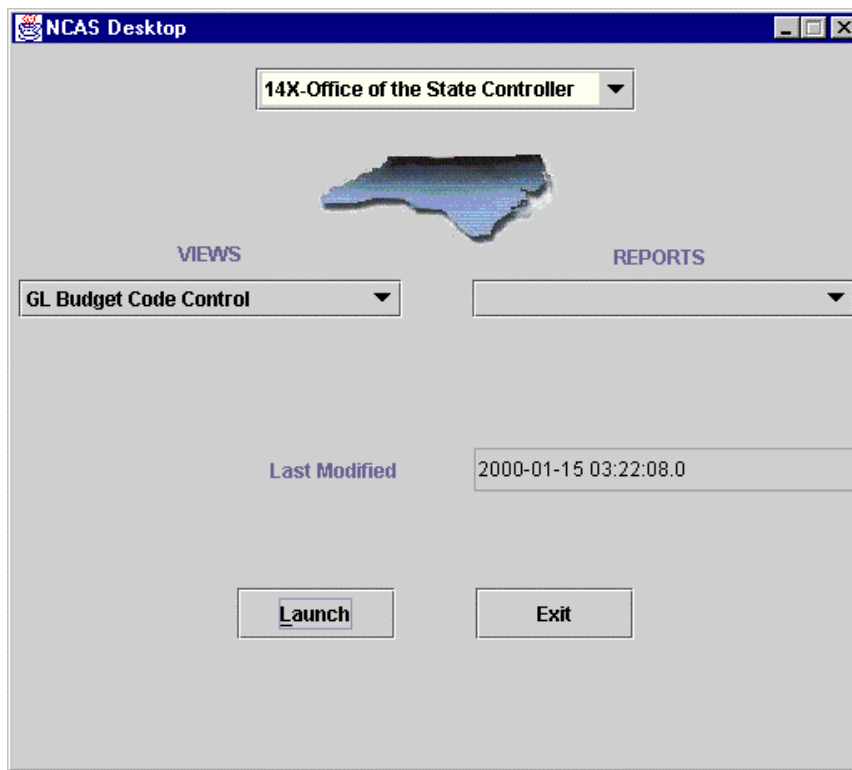 NCAS Desktop
14X-Office of the State Controller
VIEWS
REPORTS
GL Budget Code Control
Last Modified
2000-01-15 03:22:08.0
Launch
Exit